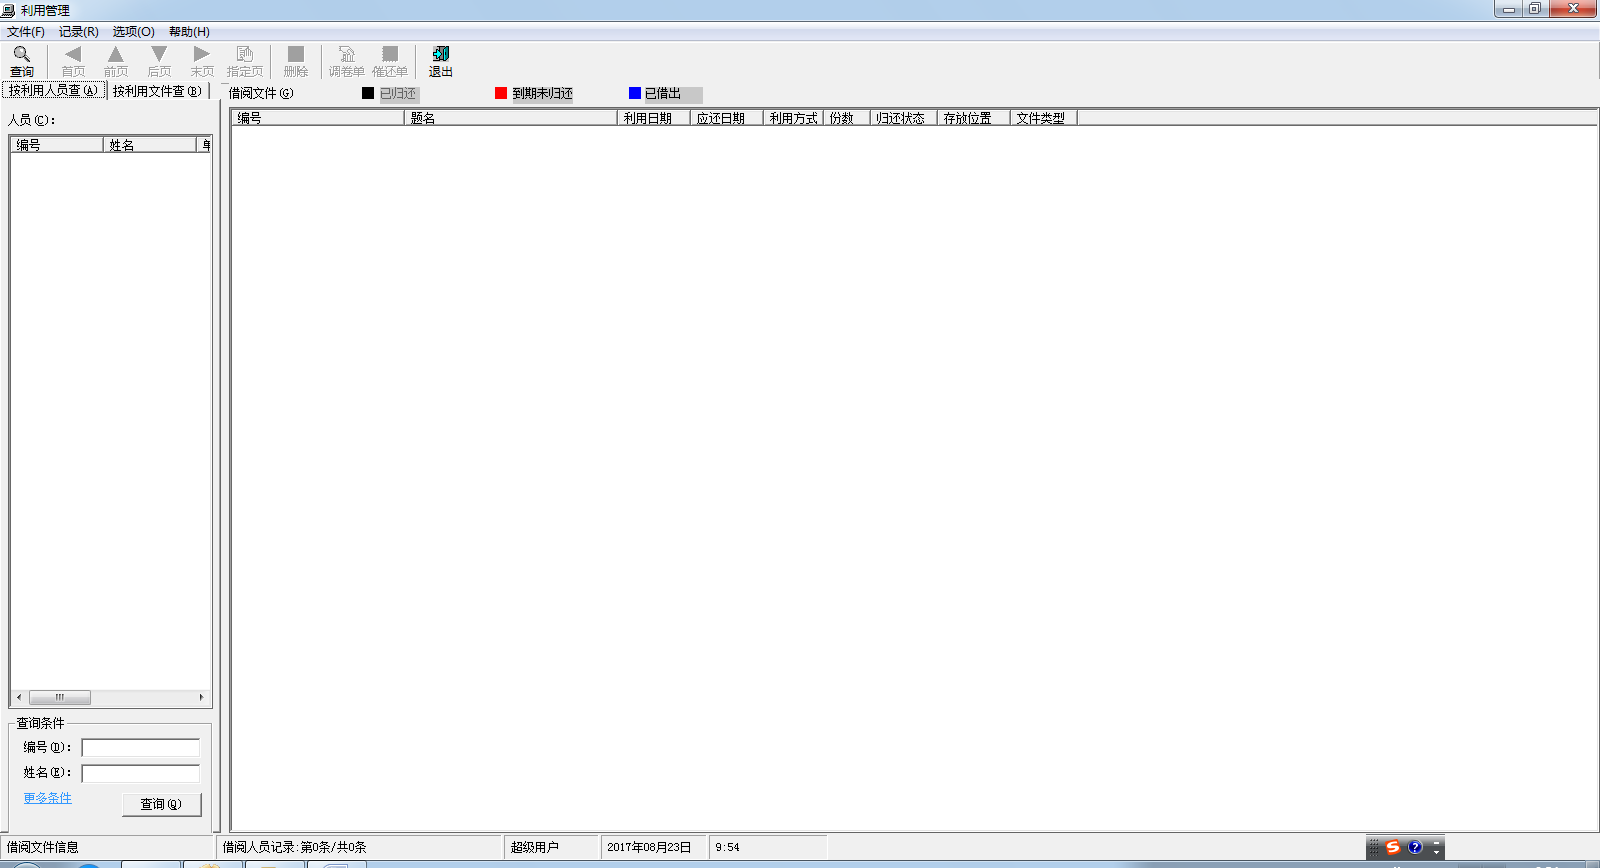 利用管理
文件(F) 记录(R) 选项(O) 帮助(H)
查询 首页 前页 后页 末页 指定页 删除 调卷单 催还单 退出
按利用人员查(A) 按利用文件查(B) 借阅文件(G) 已归还 到期未归还 已借出
人员(C):
编号 姓名 编号 题名 利用日期 应还日期 利用方式 份数 归还状态 存放位置 文件类型
查询条件
编号(D):
姓名(E):
更多条件 查询(Q)
借阅文件信息 借阅人员记录:第0条/共0条 超级用户 2017年08月23日 9:54